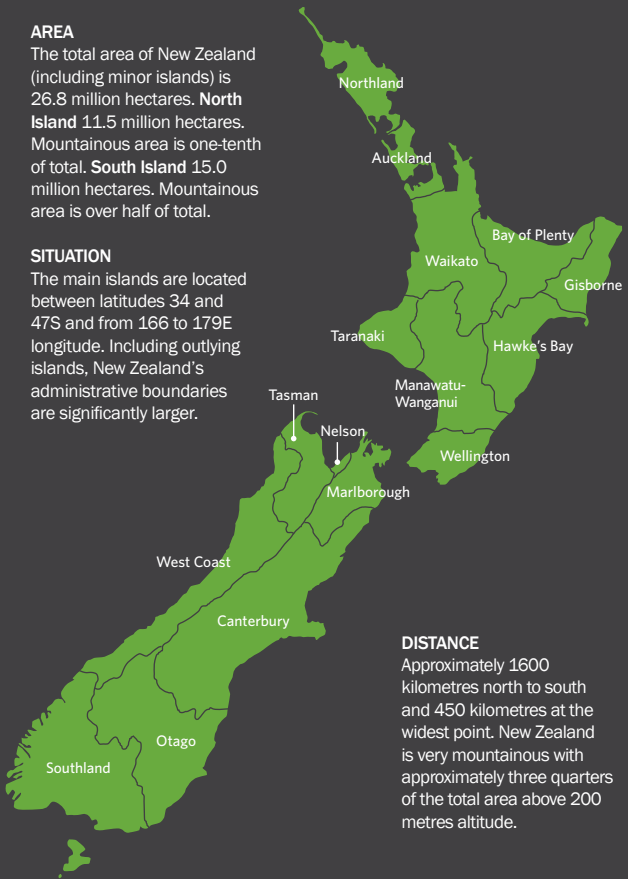 AREA
The total area of New Zealand
(including minor islands) is
26.8 million hectares. North
Island 11.5 million hectares.
Mountainous area is one-tenth
of total. South Island 15.0
million hectares. Mountainous
area is over half of total.
SITUATION
The main islands are located
between latitudes 34 and
47S and from 166 to 179E
longitude. Including outlying
islands, New Zealand’s
administrative boundaries
are significantly larger.
Northland
Auckland
Bay of Plenty
Waikato
Gisborne
Taranaki
Hawke’s Bay
Manawatu-
Wanganui
Tasman
Nelson
Wellington
Marlborough
West Coast
Canterbury
Otago
Southland
DISTANCE
Approximately 1600
kilometres north to south
and 450 kilometres at the
widest point. New Zealand
is very mountainous with
approximately three quarters
of the total area above 200
metres altitude.